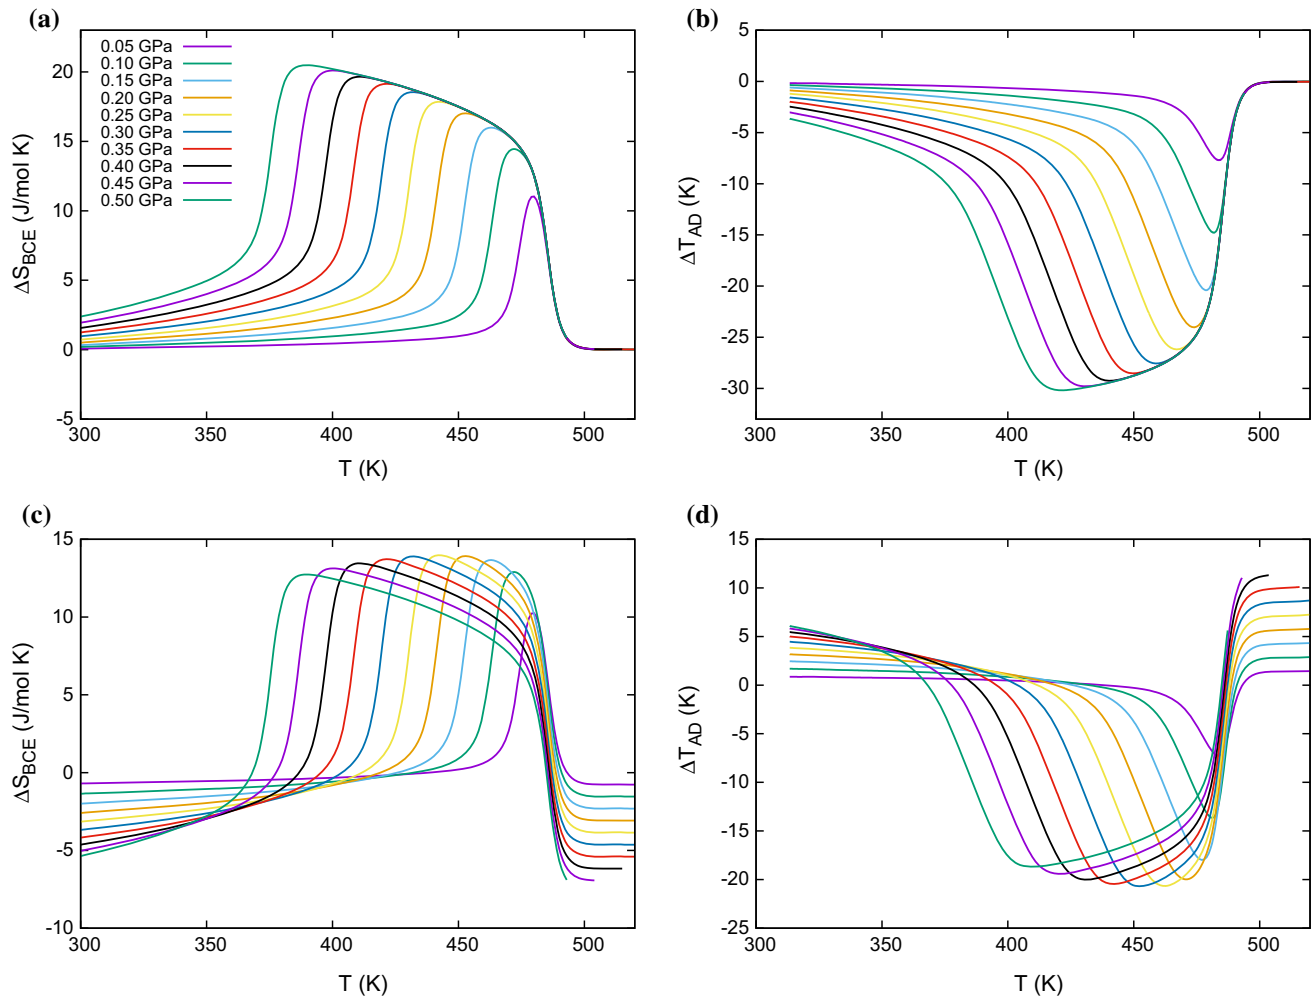 (a)
ΔS_BCE (J/mol K)
20
15
10
5
0
-5
0.05 GPa
0.10 GPa
0.15 GPa
0.20 GPa
0.25 GPa
0.30 GPa
0.35 GPa
0.40 GPa
0.45 GPa
0.50 GPa
300 350 400 450 500
T (K)
(b)
ΔT_AD (K)
5
0
-5
-10
-15
-20
-25
-30
300 350 400 450 500
T (K)
(c)
ΔS_BCE (J/mol K)
15
10
5
0
-5
-10
300 350 400 450 500
T (K)
(d)
ΔT_AD (K)
15
10
5
0
-5
-10
-15
-20
-25
300 350 400 450 500
T (K)